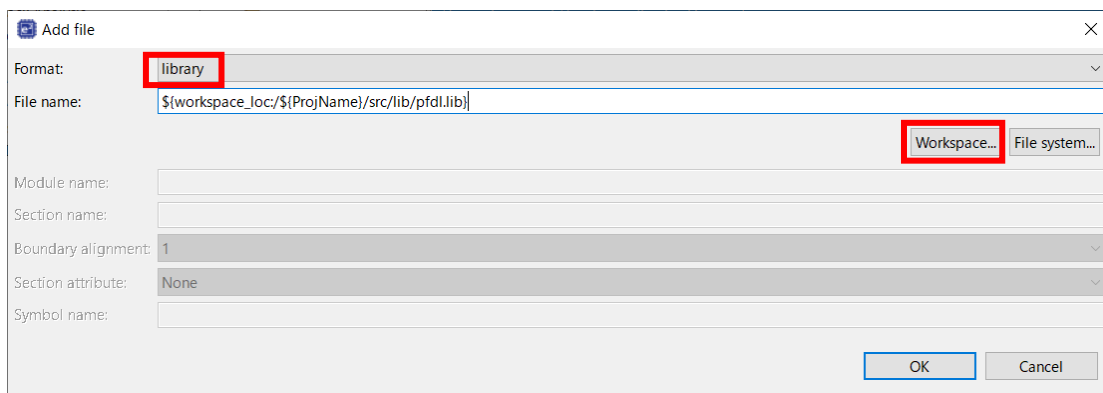 Add file
Format: library
File name: ${workspace_loc:/${ProjName}/src/lib/pfdl.lib}
Workspace... File system...
Module name:
Section name:
Boundary alignment: 1
Section attribute: None
Symbol name:
OK Cancel